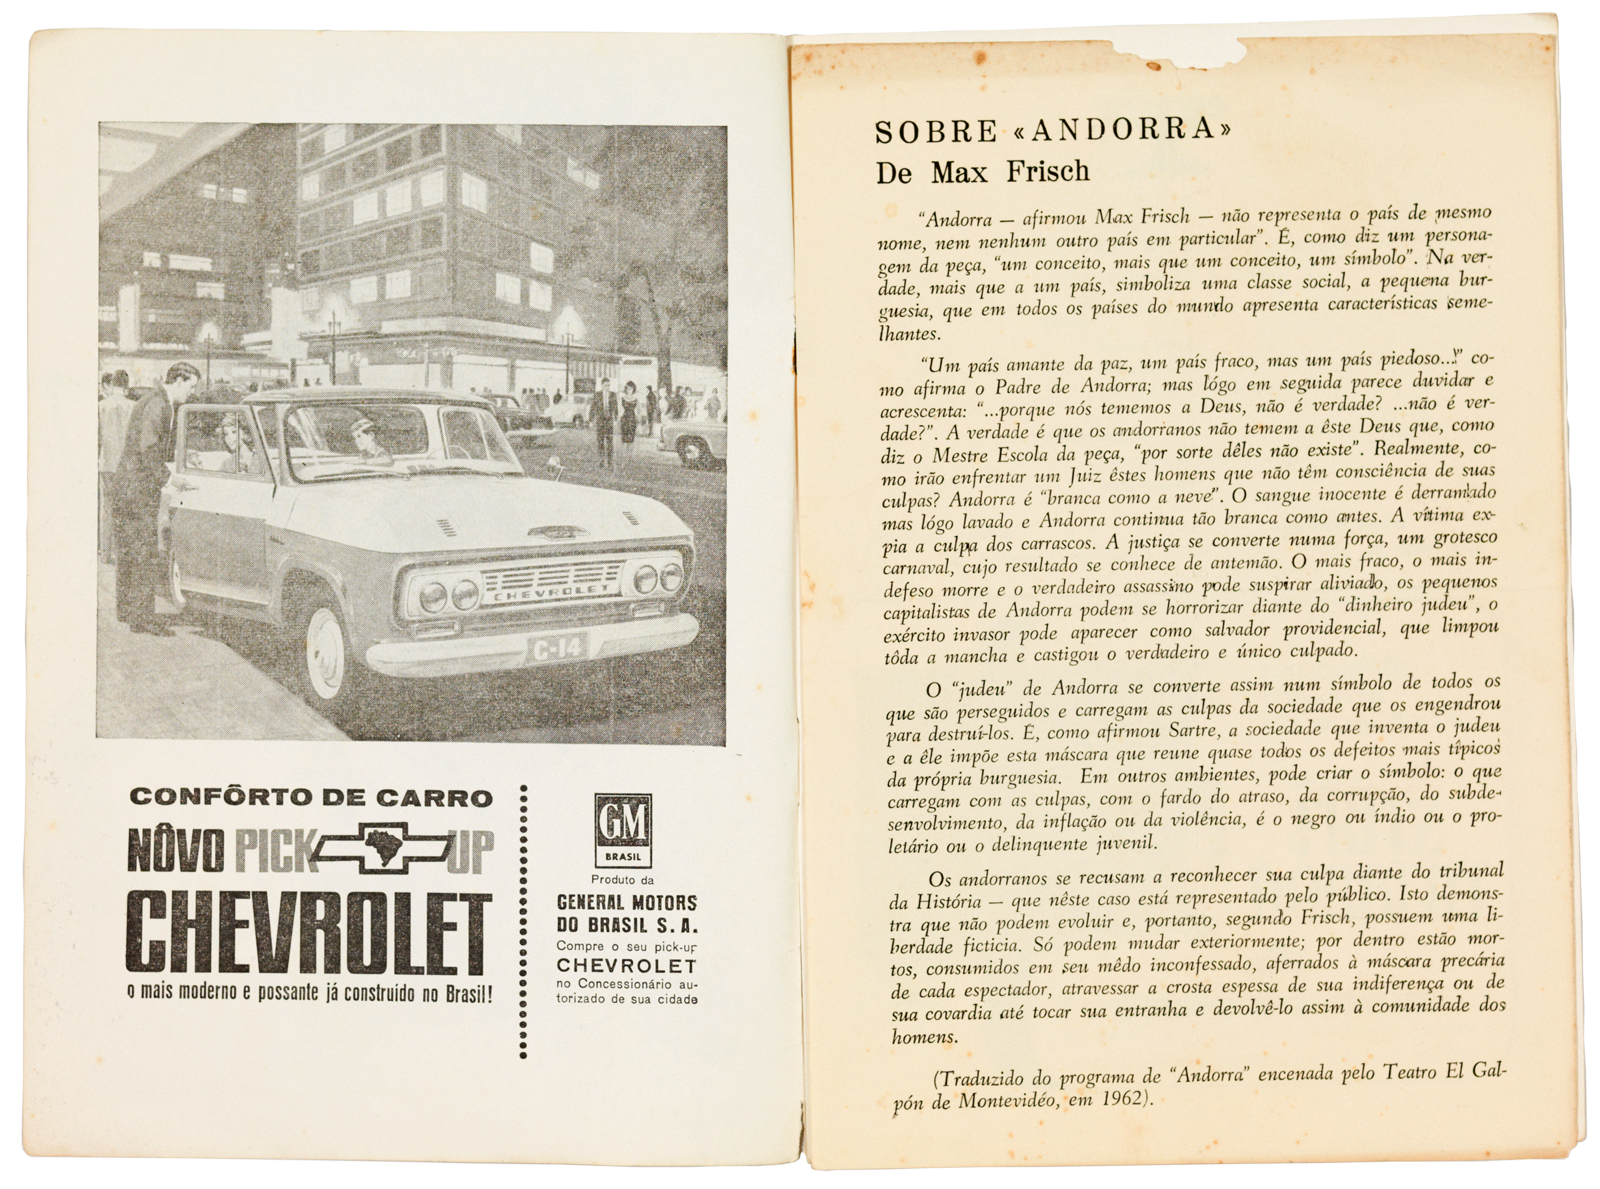 CHEVROLET
C-14
CONFÔRTO DE CARRO
NÔVO PICK-UP
CHEVROLET
o mais moderno e possante já construido no Brasil!
GM
BRASIL
Produto da
GENERAL MOTORS
DO BRASIL S. A.
Compre o seu pick-up
CHEVROLET
no Concessionário au-
torizado de sua cidade
SOBRE «ANDORRA»
De Max Frisch
“Andorra — afirmou Max Frisch — não representa o país de mesmo
nome, nem nenhum outro país em particular”. É, como diz um persona-
gem da peça, “um conceito, mais que um conceito, um símbolo”. Na ver-
dade, mais que a um país, simboliza uma classe social, a pequena bur-
guesia, que em todos os países do mundo apresenta características seme-
lhantes.
“Um país amante da paz, um país fraco, mas um país piedoso...” co-
mo afirma o Padre de Andorra; mas lógo em seguida parece duvidar e
acrescenta: “...porque nós tememos a Deus, não é verdade? ...não é ver-
dade?”. A verdade é que os andorranos não temem a êste Deus que, como
diz o Mestre Escola da peça, “por sorte dêles não existe”. Realmente, co-
mo irão enfrentar um Juiz êstes homens que não têm consciência de suas
culpas? Andorra é “branca como a neve”. O sangue inocente é derramado
mas lógo lavado e Andorra continua tão branca como antes. A vítima ex-
pia a culpa dos carrascos. A justiça se converte numa força, um grotesco
carnaval, cujo resultado se conhece de antemão. O mais fraco, o mais in-
defeso morre e o verdadeiro assassino pode suspirar aliviado, os pequenos
capitalistas de Andorra podem se horrorizar diante do “dinheiro judeu”, o
exército invasor pode aparecer como salvador providencial, que limpou
tôda a mancha e castigou o verdadeiro e único culpado.
O “judeu” de Andorra se converte assim num símbolo de todos os
que são perseguidos e carregam as culpas da sociedade que os engendrou
para destruí-los. É, como afirmou Sartre, a sociedade que inventa o judeu
e a êle impõe esta máscara que reune quase todos os defeitos mais típicos
da própria burguesia. Em outros ambientes, pode criar o símbolo: o que
carregam com as culpas, com o fardo do atraso, da corrupção, do subde-
senvolvimento, da inflação ou da violência, é o negro ou índio ou o pro-
letário ou o delinquente juvenil.
Os andorranos se recusam a reconhecer sua culpa diante do tribunal
da História — que nêste caso está representado pelo público. Isto demons-
tra que não podem evoluir e, portanto, segundo Frisch, possuem uma li-
berdade ficticia. Só podem mudar exteriormente; por dentro estão mor-
tos, consumidos em seu mêdo inconfessado, aferrados à máscara precária
de cada espectador, atravessar a crosta espessa de sua indiferença ou de
sua covardia até tocar sua entranha e devolvê-lo assim à comunidade dos
homens.
(Traduzido do programa de “Andorra” encenada pelo Teatro El Gal-
pón de Montevidéo, em 1962).